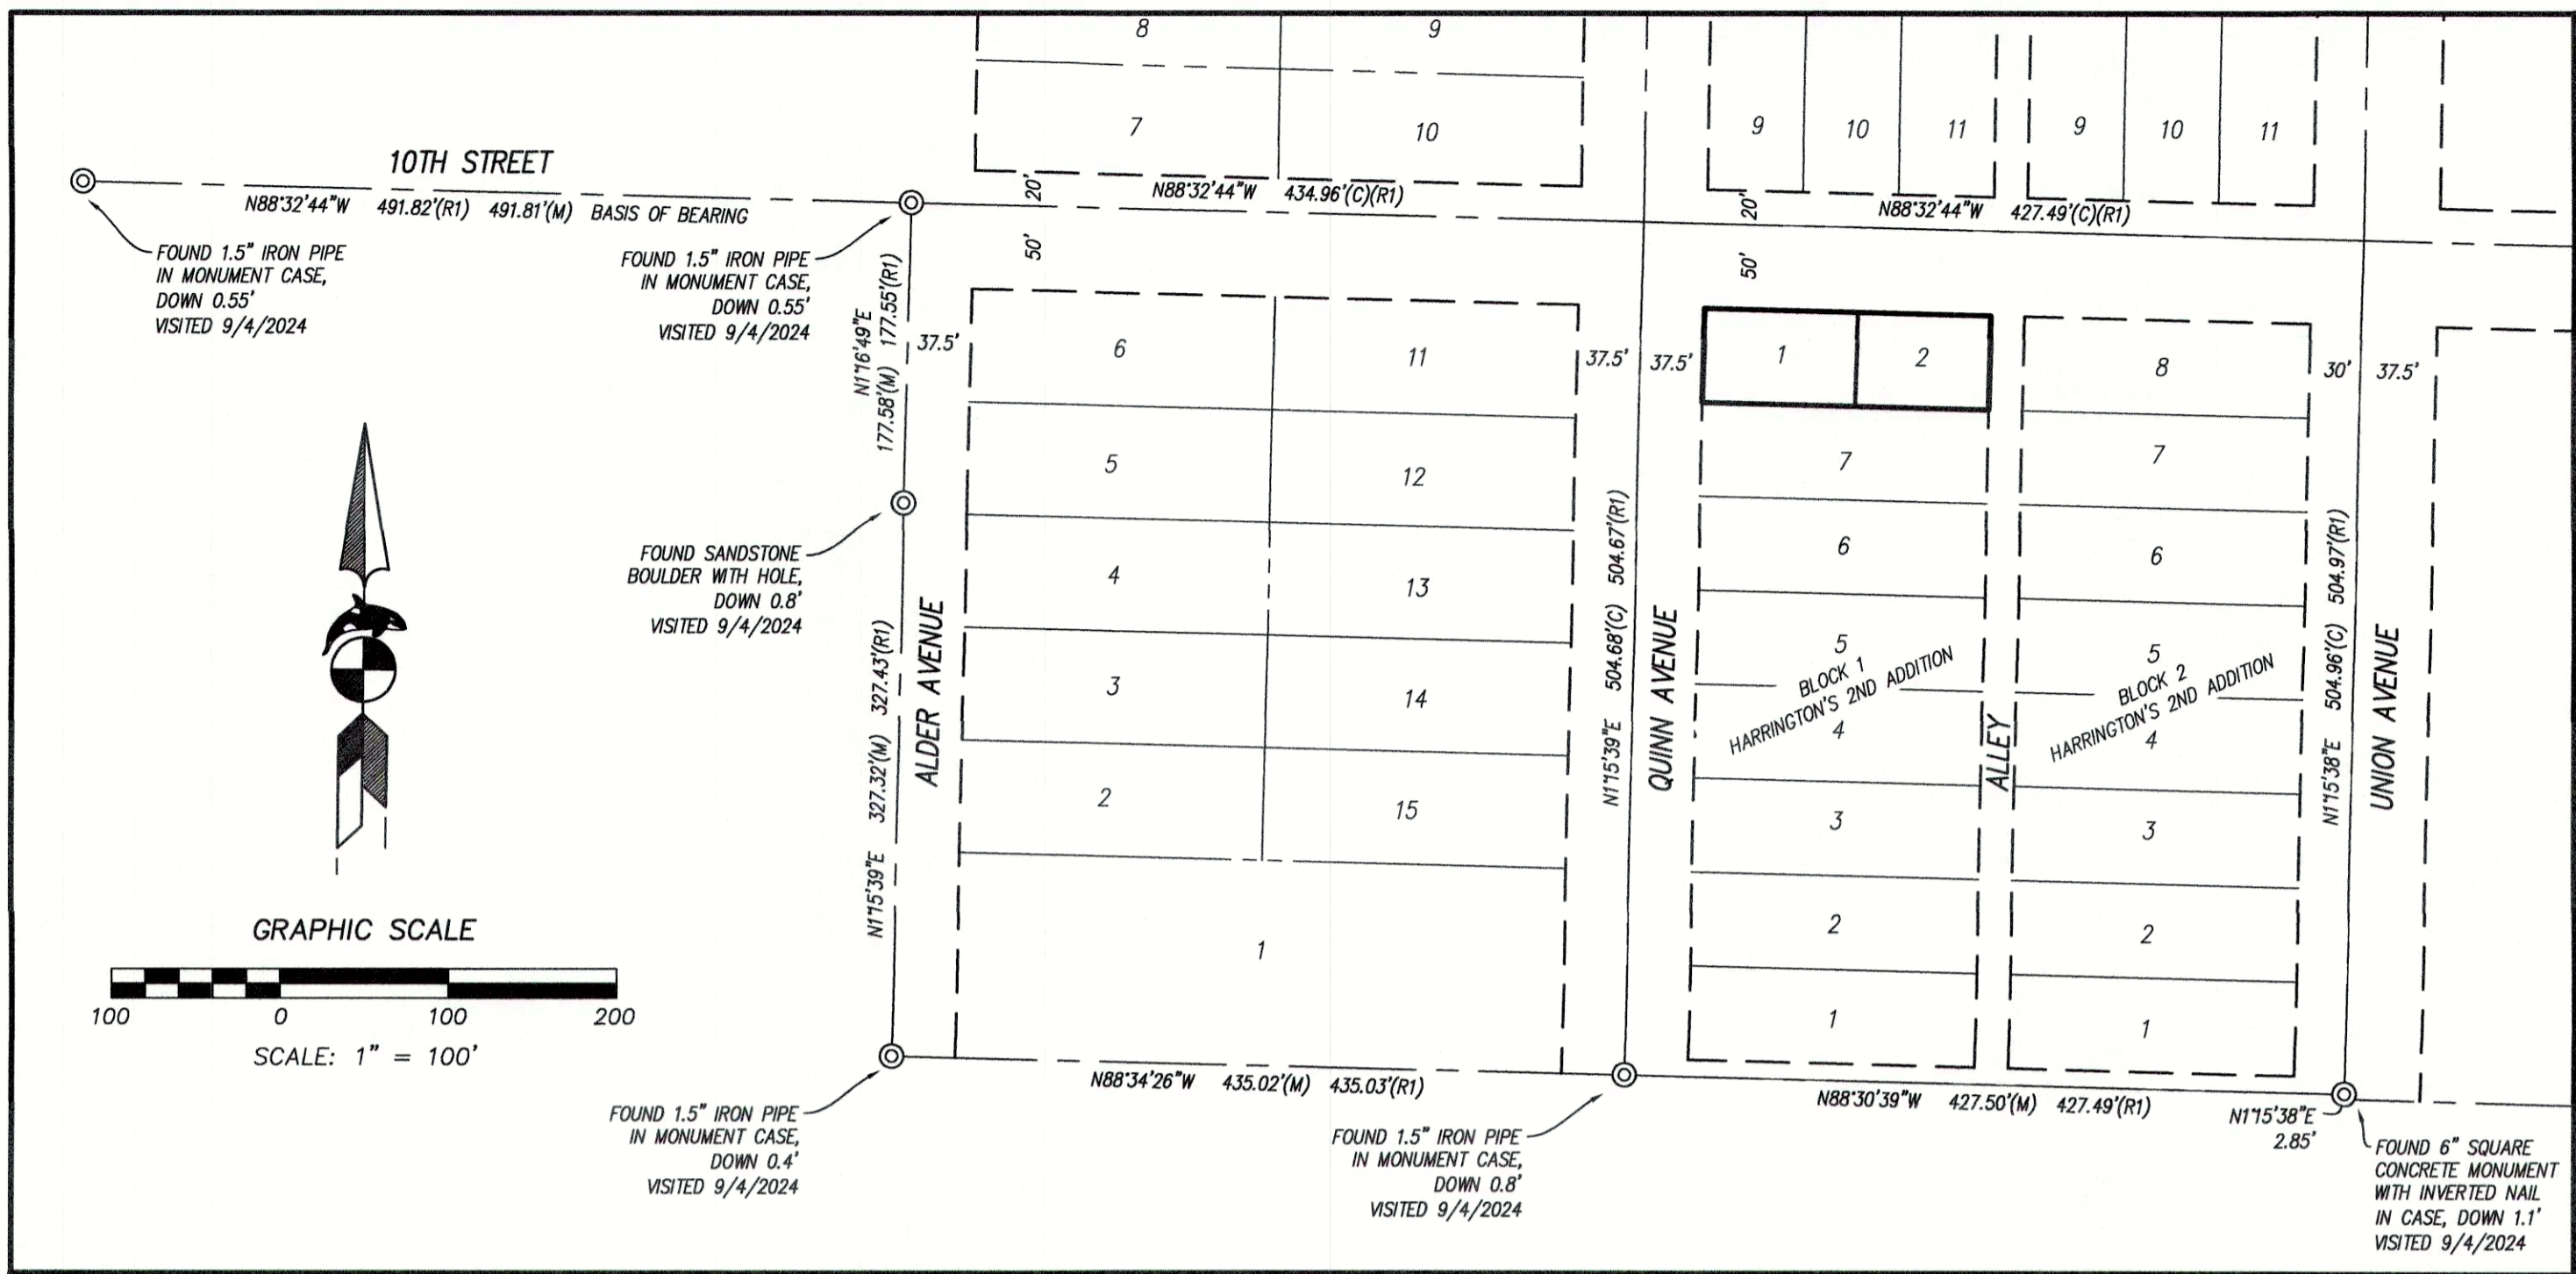 8
9
7
10
9
10
11
9
10
11
10TH STREET
N88°32'44"W 491.82'(R1) 491.81'(M) BASIS OF BEARING
20'
N88°32'44"W 434.96'(C)(R1)
20'
N88°32'44"W 427.49'(C)(R1)
50'
50'
FOUND 1.5" IRON PIPE
IN MONUMENT CASE,
DOWN 0.55'
VISITED 9/4/2024
FOUND 1.5" IRON PIPE
IN MONUMENT CASE,
DOWN 0.55'
VISITED 9/4/2024
N1°16'49"E
177.58'(M) 177.55'(R1)
37.5'
6
11
37.5'
37.5'
1
2
8
30'
37.5'
5
12
7
7
FOUND SANDSTONE
BOULDER WITH HOLE,
DOWN 0.8'
VISITED 9/4/2024
4
13
6
6
3
14
5
BLOCK 1
HARRINGTON'S 2ND ADDITION
4
5
BLOCK 2
HARRINGTON'S 2ND ADDITION
4
N1°15'39"E 327.32'(M) 327.43'(R1)
ALDER AVENUE
N1°15'39"E 504.68'(C) 504.67'(R1)
QUINN AVENUE
ALLEY
N1°15'38"E 504.96'(C) 504.97'(R1)
UNION AVENUE
2
15
3
3
2
2
1
1
1
GRAPHIC SCALE
100 0 100 200
SCALE: 1" = 100'
N88°34'26"W 435.02'(M) 435.03'(R1)
N88°30'39"W 427.50'(M) 427.49'(R1)
N1°15'38"E
2.85'
FOUND 1.5" IRON PIPE
IN MONUMENT CASE,
DOWN 0.4'
VISITED 9/4/2024
FOUND 1.5" IRON PIPE
IN MONUMENT CASE,
DOWN 0.8'
VISITED 9/4/2024
FOUND 6" SQUARE
CONCRETE MONUMENT
WITH INVERTED NAIL
IN CASE, DOWN 1.1'
VISITED 9/4/2024